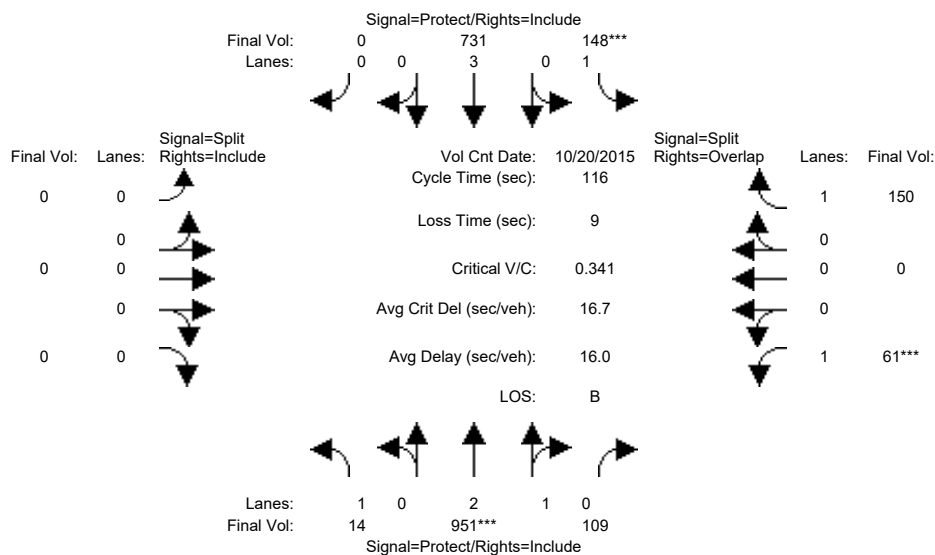 Signal=Protect/Rights=Include
Final Vol: 0 731 148***
Lanes: 0 0 3 0 1
Signal=Split Signal=Split
Final Vol: Lanes: Rights=Include Vol Cnt Date: 10/20/2015 Rights=Overlap Lanes: Final Vol:
Cycle Time (sec): 116
0 0 1 150
Loss Time (sec): 9
0 0
0 0 Critical V/C: 0.341 0 0
0 Avg Crit Del (sec/veh): 16.7 0
0 0 Avg Delay (sec/veh): 16.0 1 61***
LOS: B
Lanes: 1 0 2 1 0
Final Vol: 14 951*** 109
Signal=Protect/Rights=Include